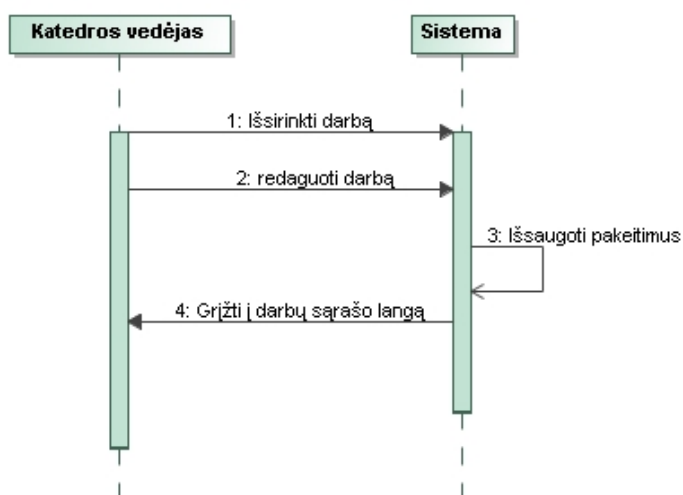 Katedros vedėjas
Sistema
1: Išsirinkti darbą
2: redaguoti darbą
3: Išsaugoti pakeitimus
4: Grįžti į darbų sąrašo langą